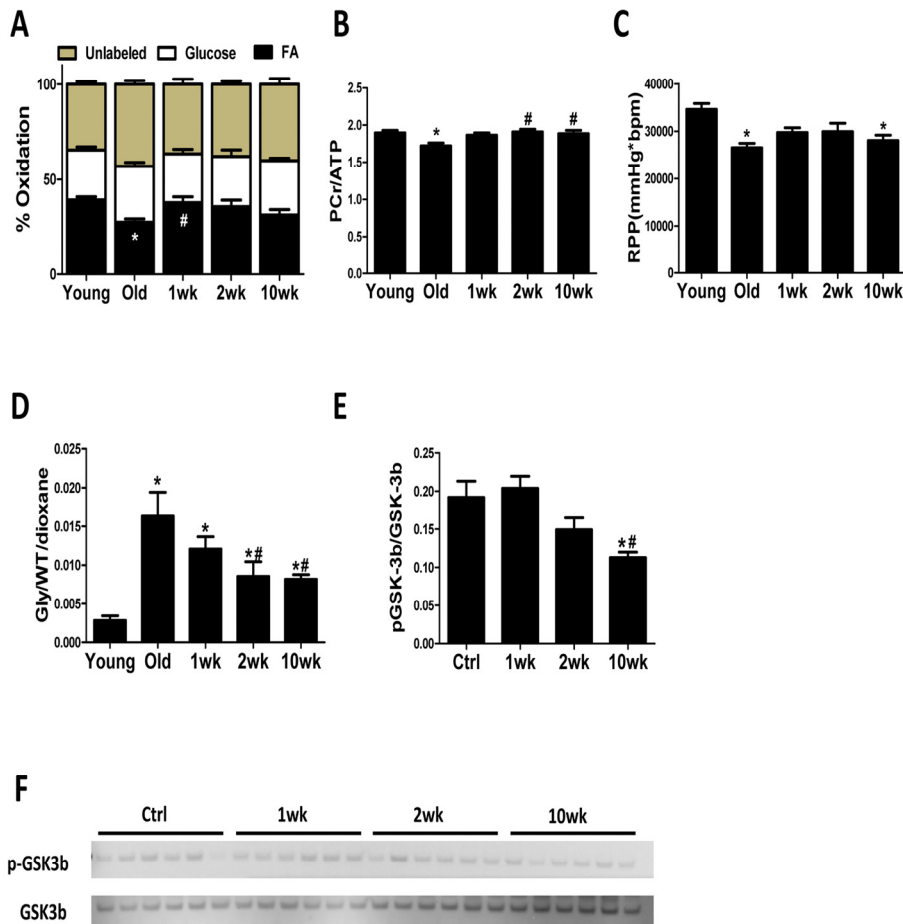 A
Unlabeled Glucose FA
% Oxidation
100
50
0
Young Old 1wk 2wk 10wk
*
#
B
PCr/ATP
2.5
2.0
1.5
1.0
0.5
0.0
* # #
Young Old 1wk 2wk 10wk
C
RPP(mmHg*bpm)
40000
30000
20000
10000
0
* *
Young Old 1wk 2wk 10wk
D
Gly/WT/dioxane
0.025
0.020
0.015
0.010
0.005
0.000
* * *# *#
Young Old 1wk 2wk 10wk
E
pGSK-3b/GSK-3b
0.25
0.20
0.15
0.10
0.05
0.00
*#
Ctrl 1wk 2wk 10wk
F
Ctrl 1wk 2wk 10wk
p-GSK3b
GSK3b